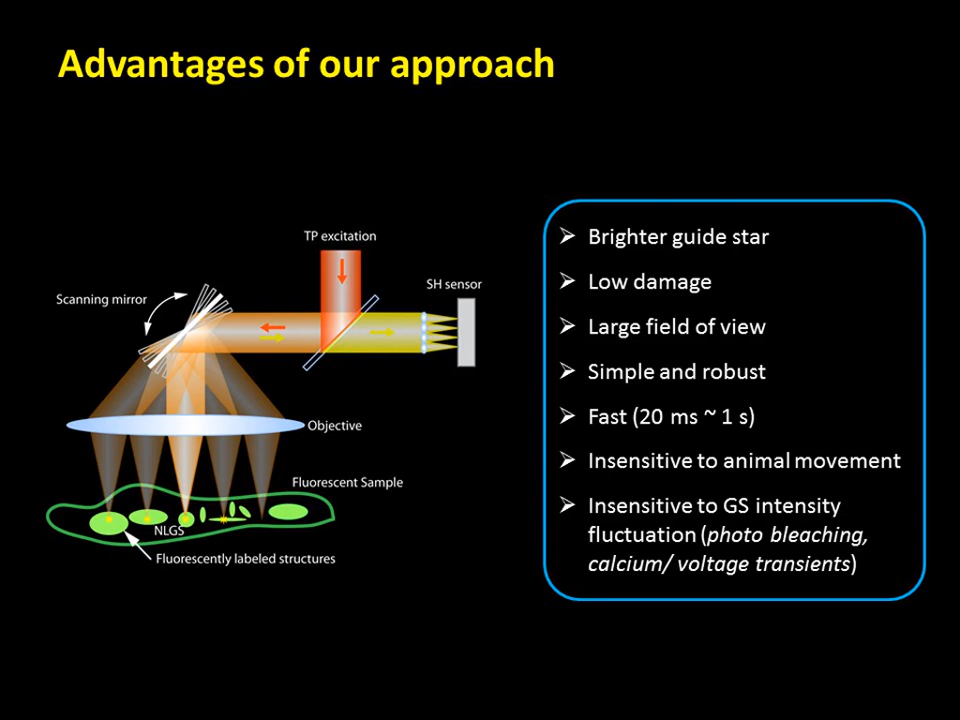 Advantages of our approach
TP excitation
SH sensor
Scanning mirror
Objective
Fluorescent Sample
NLGS
Fluorescently labeled structures
➢ Brighter guide star
➢ Low damage
➢ Large field of view
➢ Simple and robust
➢ Fast (20 ms ~ 1 s)
➢ Insensitive to animal movement
➢ Insensitive to GS intensity
fluctuation (photo bleaching,
calcium/ voltage transients)